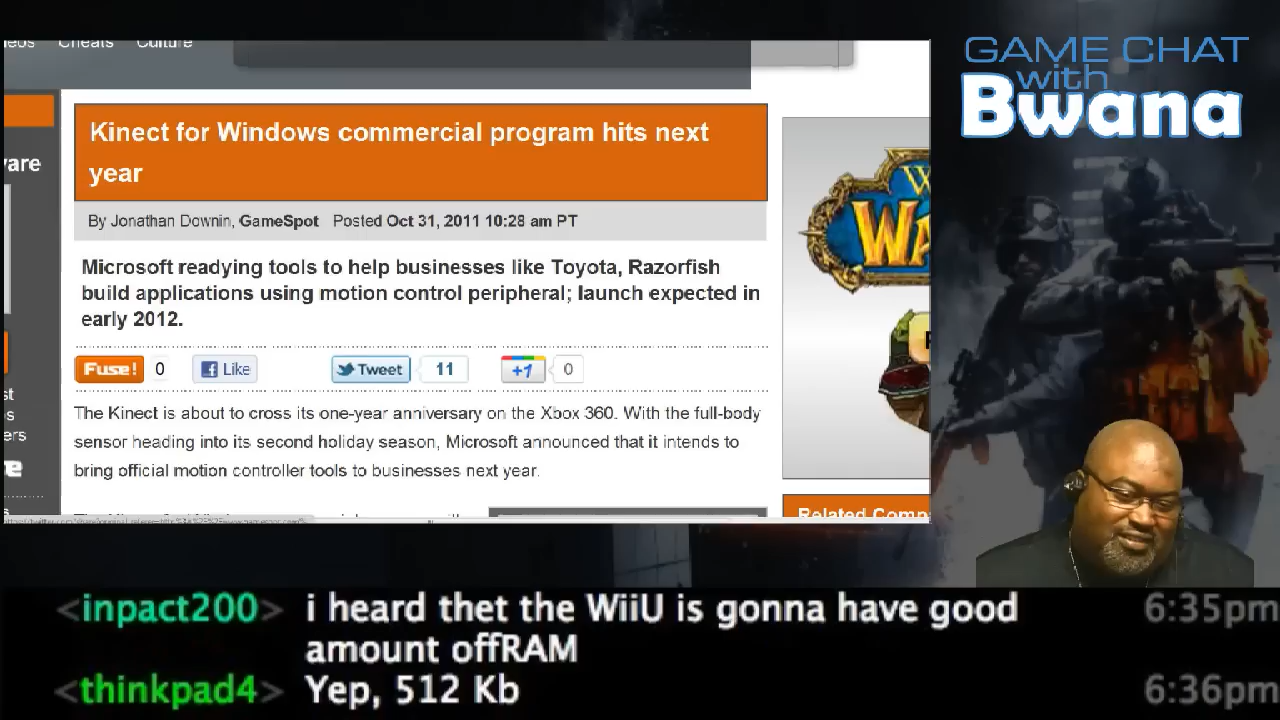 Cheats Culture
GAME CHAT
with
Bwana
Kinect for Windows commercial program hits next
year
By Jonathan Downin, GameSpot Posted Oct 31, 2011 10:28 am PT
Microsoft readying tools to help businesses like Toyota, Razorfish
build applications using motion control peripheral; launch expected in
early 2012.
Fuse! 0 Like Tweet 11 +1 0
The Kinect is about to cross its one-year anniversary on the Xbox 360. With the full-body
sensor heading into its second holiday season, Microsoft announced that it intends to
bring official motion controller tools to businesses next year.
Related Comp
<inpact200> i heard thet the WiiU is gonna have good 6:35pm
amount offRAM
<thinkpad4> Yep, 512 Kb 6:36pm